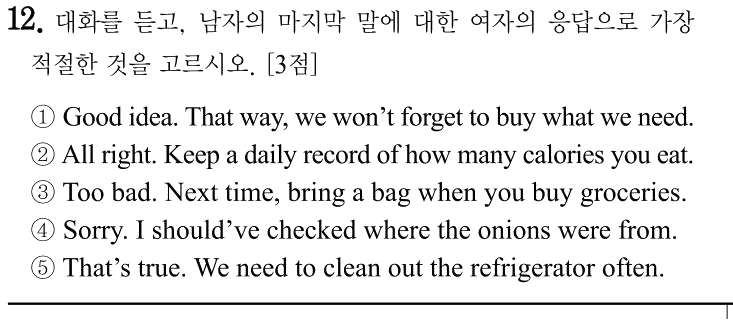 12. 대화를 듣고, 남자의 마지막 말에 대한 여자의 응답으로 가장
적절한 것을 고르시오. [3점]
① Good idea. That way, we won’t forget to buy what we need.
② All right. Keep a daily record of how many calories you eat.
③ Too bad. Next time, bring a bag when you buy groceries.
④ Sorry. I should’ve checked where the onions were from.
⑤ That’s true. We need to clean out the refrigerator often.